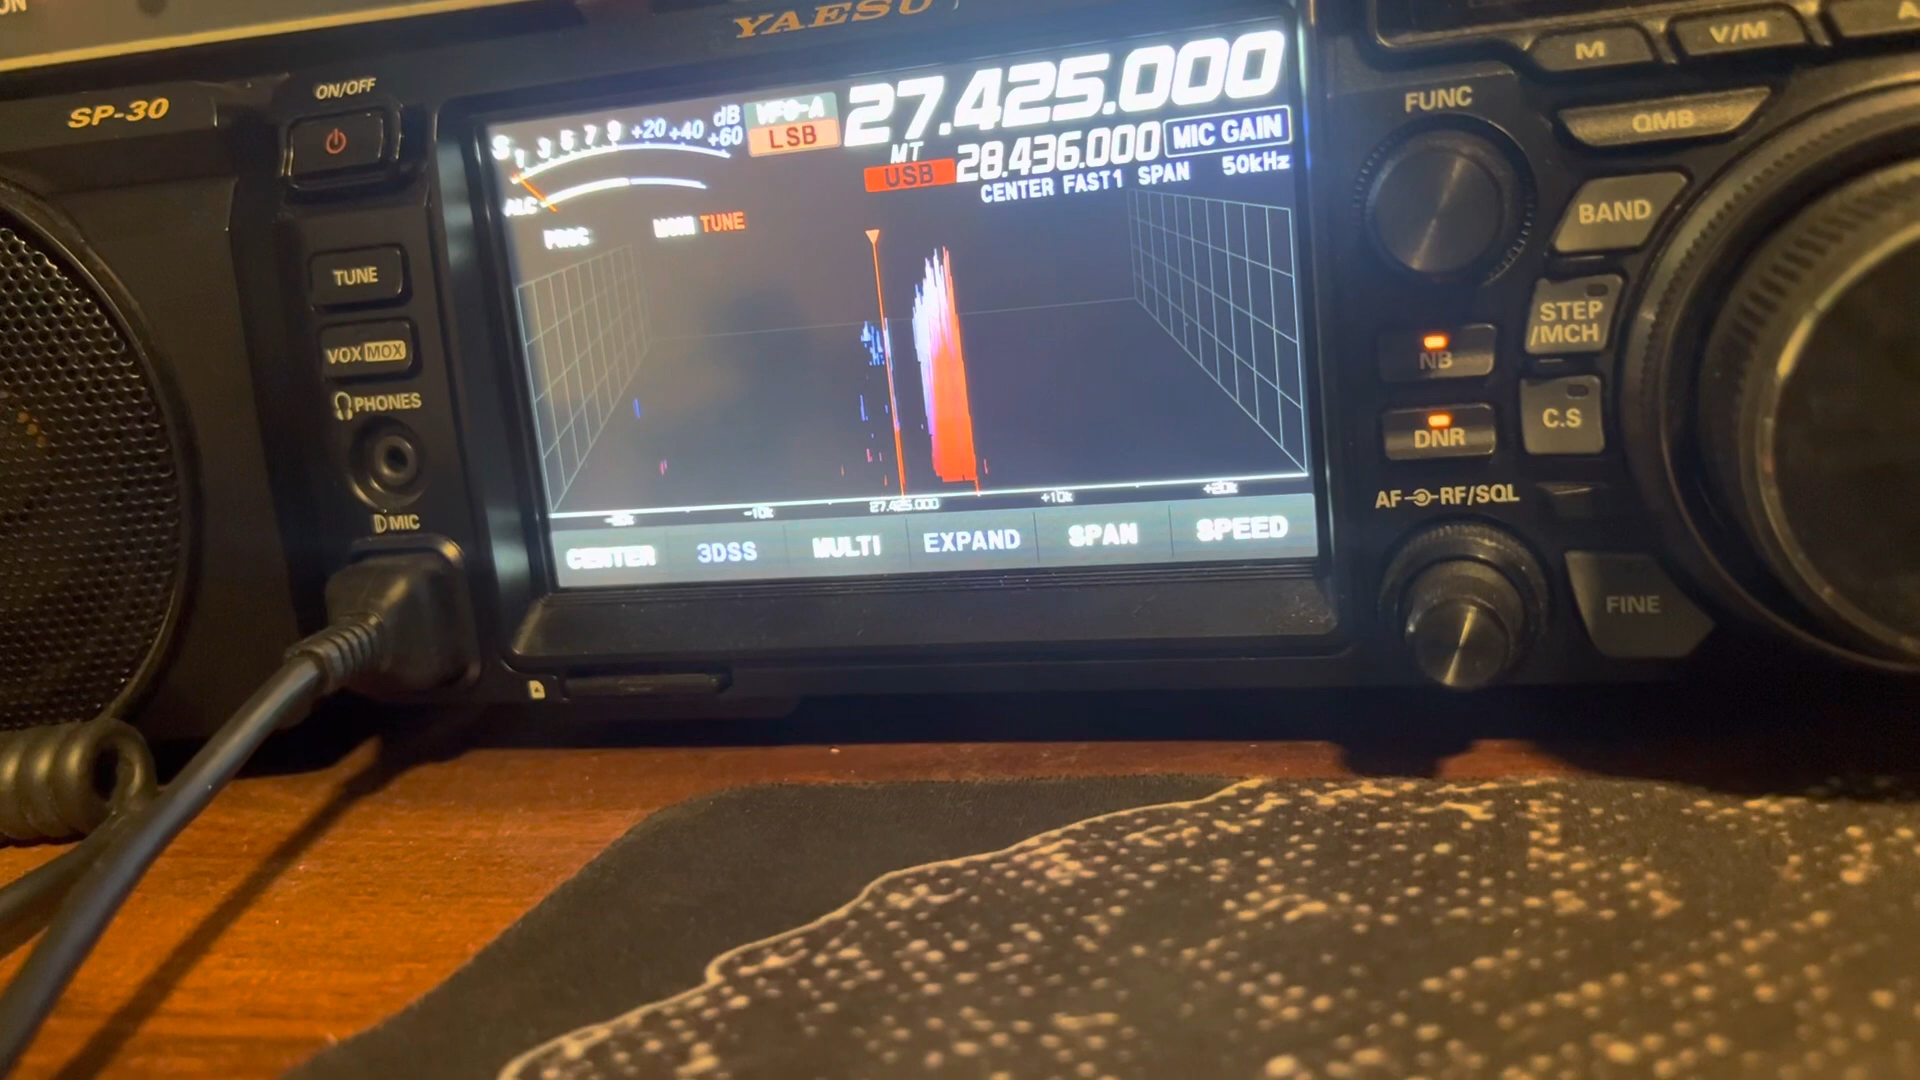 ON
YAESU
SP-30
ON/OFF
TUNE
VOX MOX
PHONES
MIC
S 1 3 5 7 9 +20 +40 +60 dB
ALC
VFO-A
LSB
27.425.000
MT
USB
28.436.000
MIC GAIN
CENTER FAST1 SPAN 50kHz
PROC
MONI TUNE
-10k 27.425.000 +10k +20k
CENTER 3DSS MULTI EXPAND SPAN SPEED
M
V/M
A
FUNC
QMB
BAND
STEP
/MCH
NB
DNR
C.S
AF RF/SQL
FINE